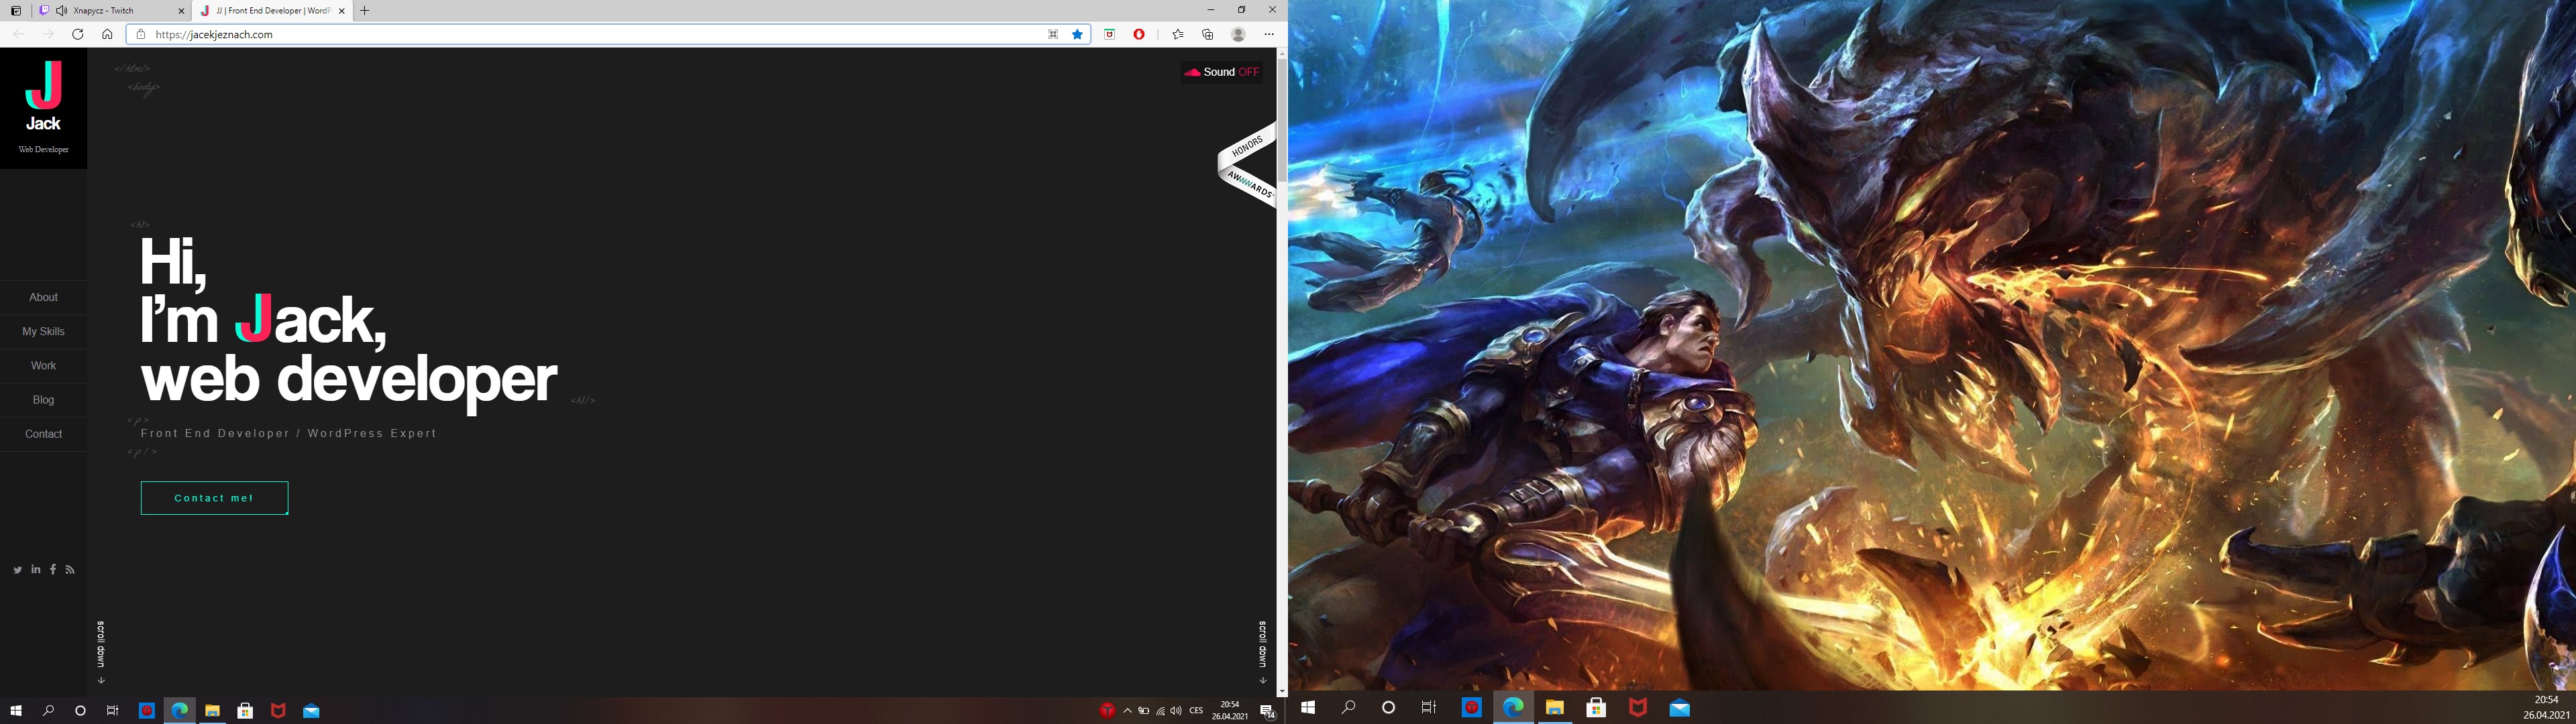 Xnapycz - Twitch
JJ | Front End Developer | WordP
https://jacekjeznach.com
J
Jack
Web Developer
About
My Skills
Work
Blog
Contact
</html>
<body>
Sound OFF
HONORS
AWWWARDS
<h1>
Hi,
I'm Jack,
web developer
<h1/>
<p>
Front End Developer / WordPress Expert
<p/>
Contact me!
scroll down
scroll down
CES
20:54
26.04.2021
14
20:54
26.04.2021